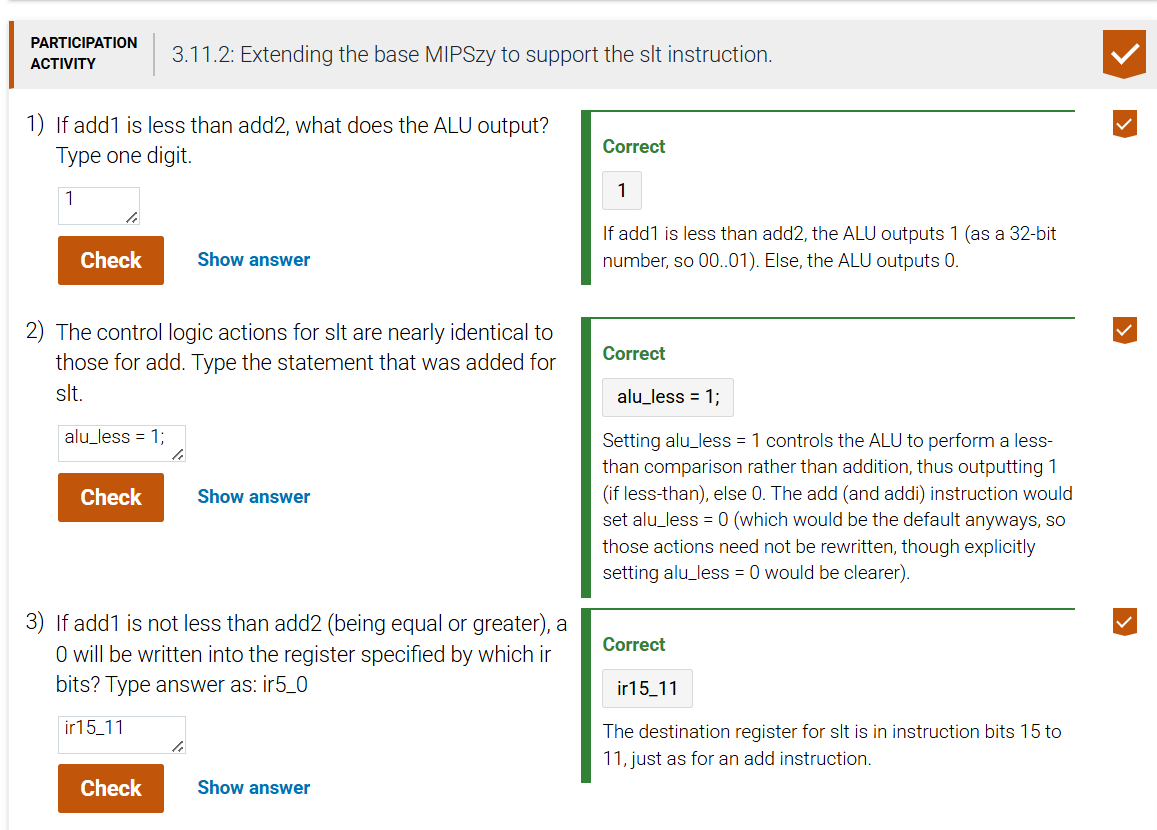 PARTICIPATION
ACTIVITY
3.11.2: Extending the base MIPSzy to support the slt instruction.
1) If add1 is less than add2, what does the ALU output?
Type one digit.
1
Check
Show answer
Correct
1
If add1 is less than add2, the ALU outputs 1 (as a 32-bit
number, so 00..01). Else, the ALU outputs 0.
2) The control logic actions for slt are nearly identical to
those for add. Type the statement that was added for
slt.
alu_less = 1;
Check
Show answer
Correct
alu_less = 1;
Setting alu_less = 1 controls the ALU to perform a less-
than comparison rather than addition, thus outputting 1
(if less-than), else 0. The add (and addi) instruction would
set alu_less = 0 (which would be the default anyways, so
those actions need not be rewritten, though explicitly
setting alu_less = 0 would be clearer).
3) If add1 is not less than add2 (being equal or greater), a
0 will be written into the register specified by which ir
bits? Type answer as: ir5_0
ir15_11
Check
Show answer
Correct
ir15_11
The destination register for slt is in instruction bits 15 to
11, just as for an add instruction.